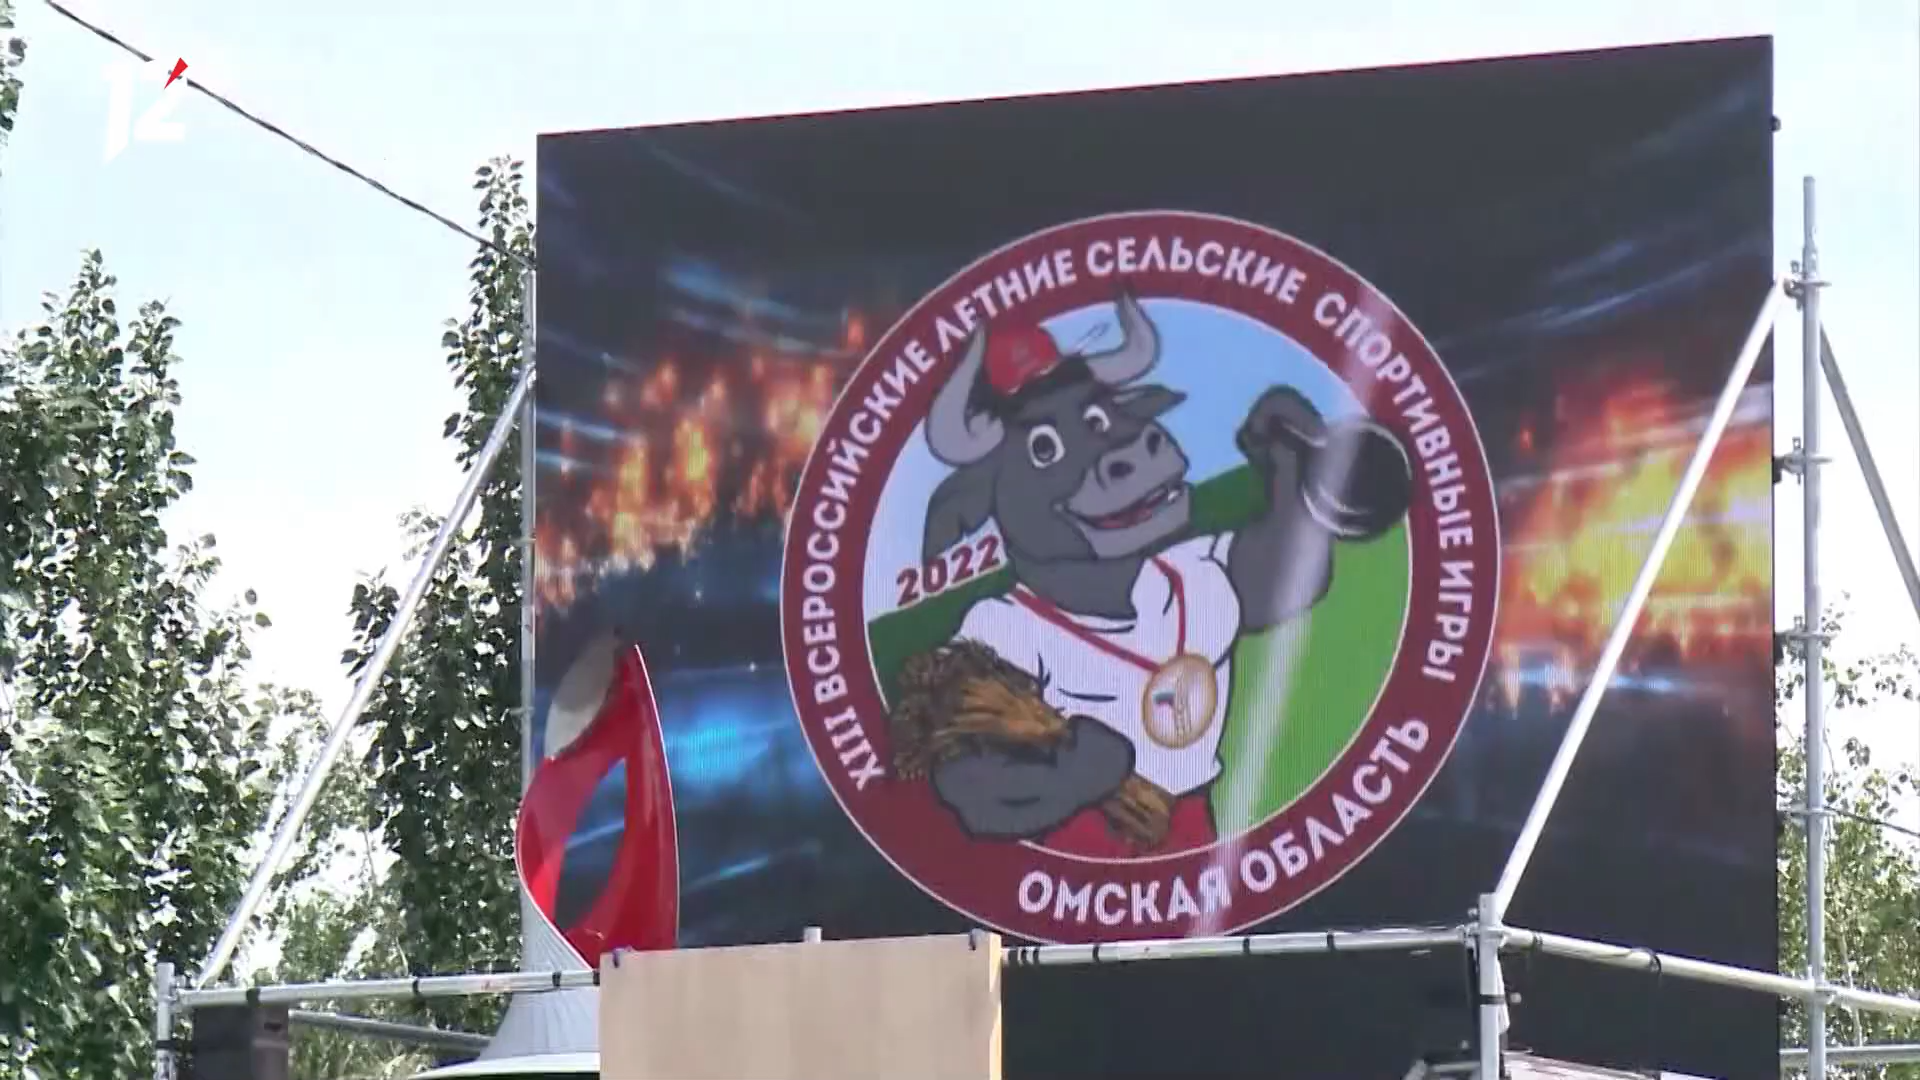 12
XIII ВСЕРОССИЙСКИЕ ЛЕТНИЕ СЕЛЬСКИЕ СПОРТИВНЫЕ ИГРЫ
2022
ОМСКАЯ ОБЛАСТЬ